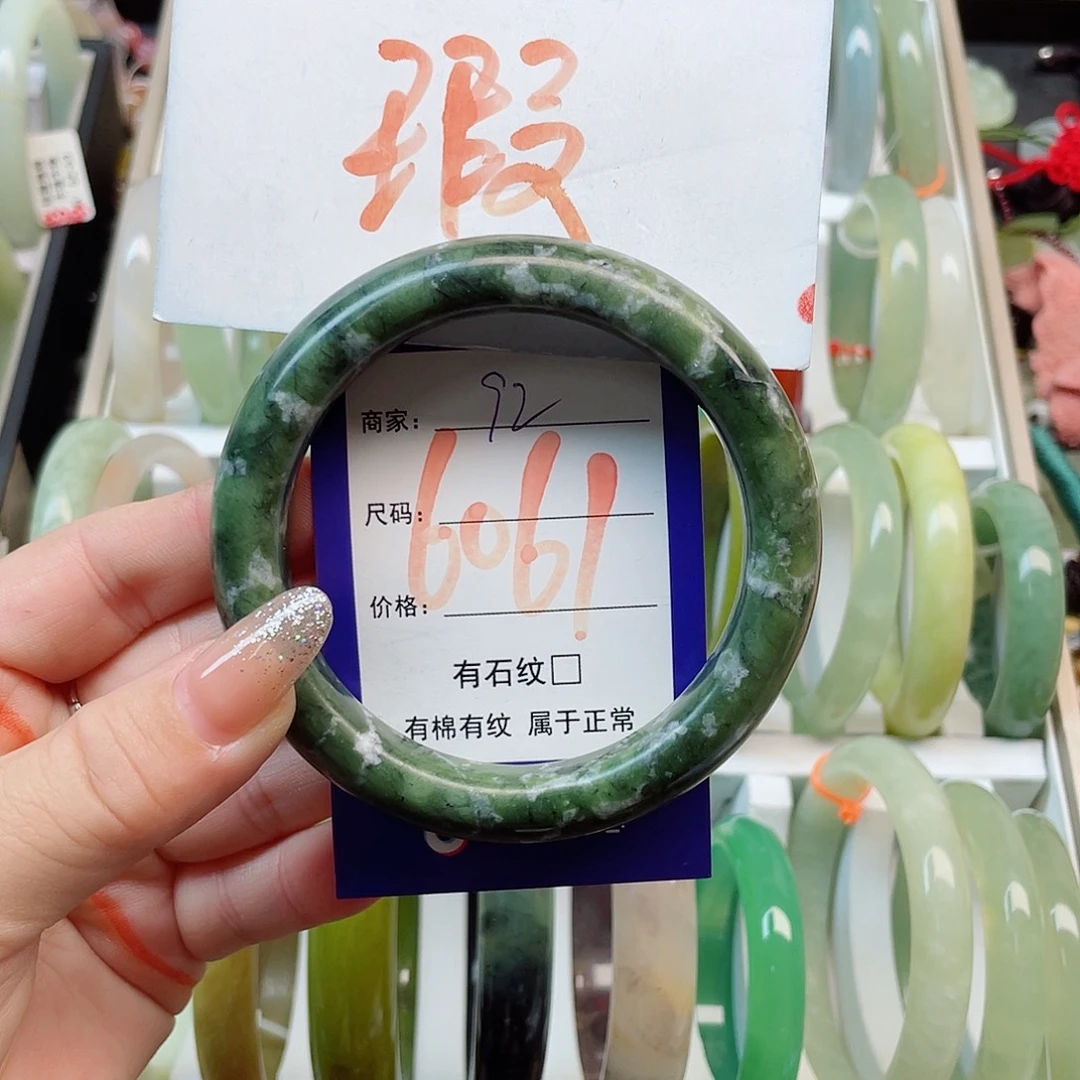 瑕
商家: 92
尺码:
6061
价格:
有石纹□
有棉有纹 属于正常